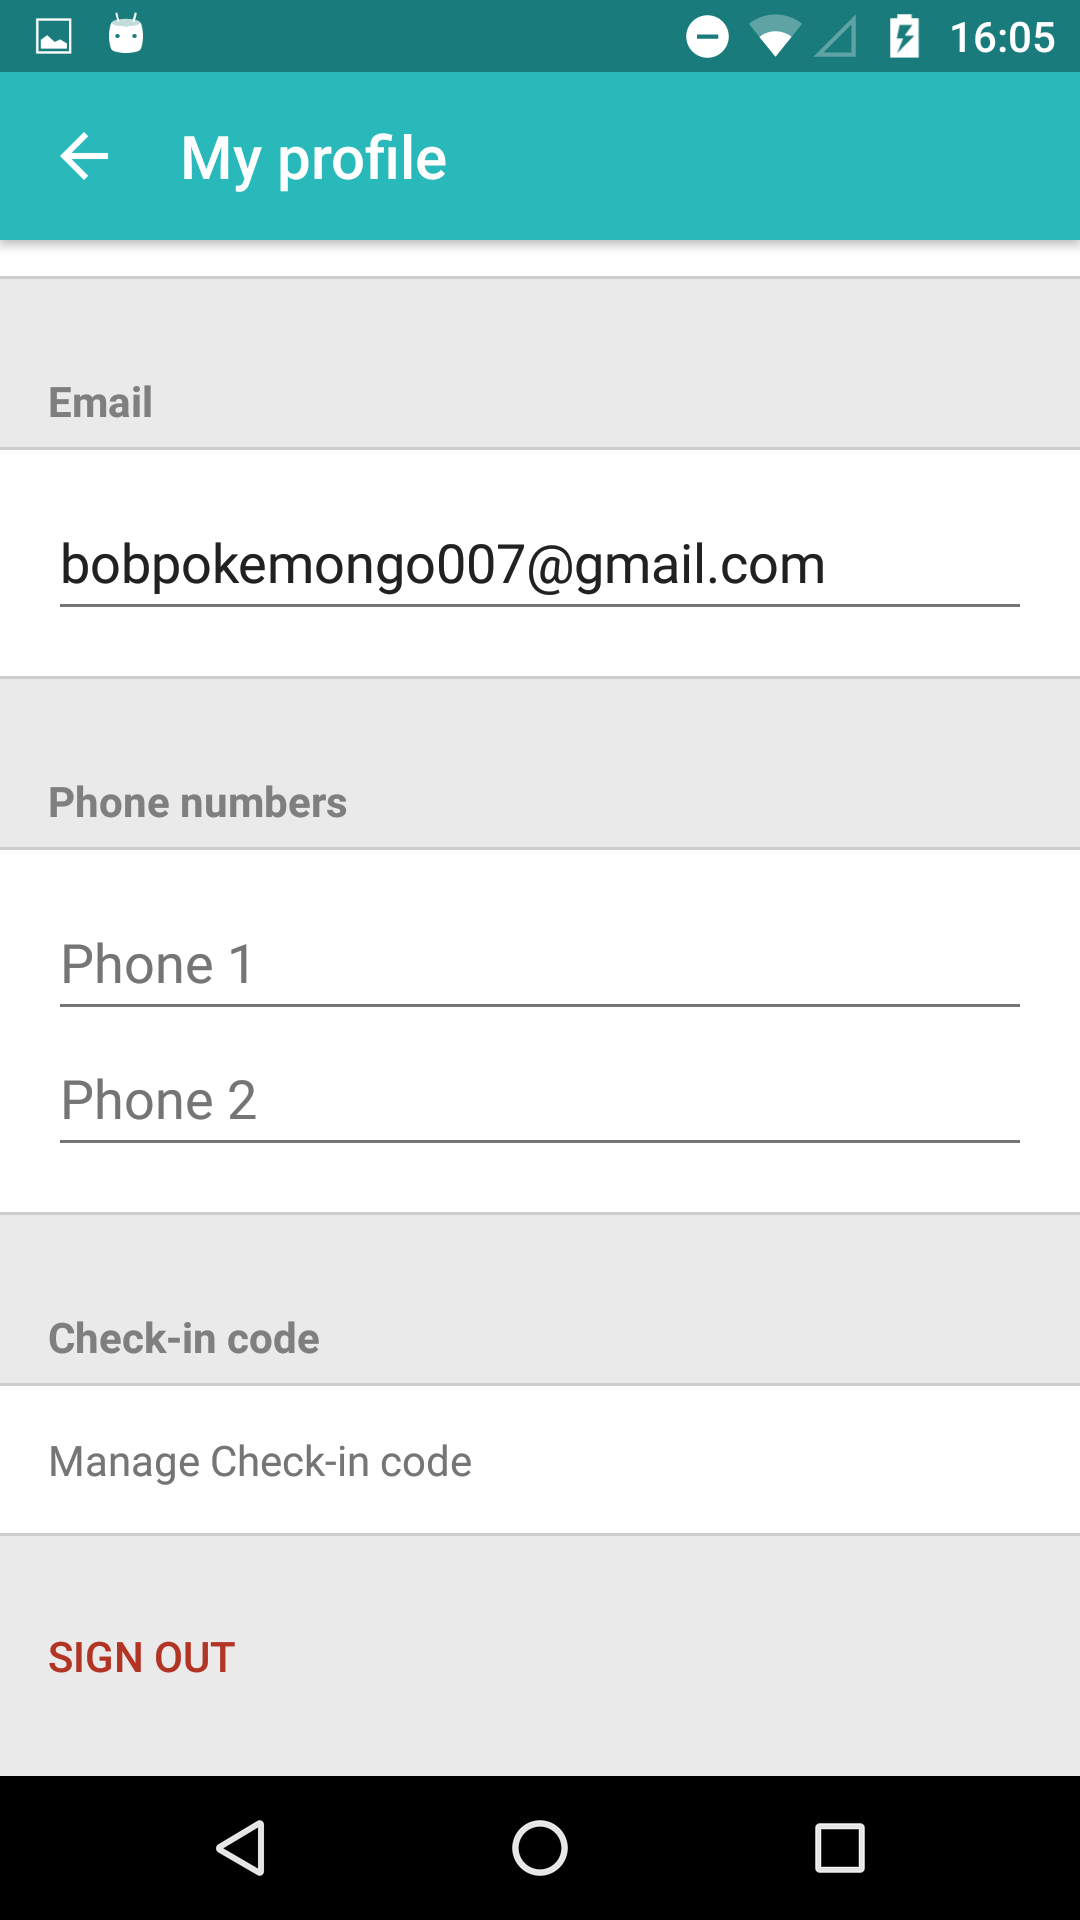 16:05
My profile
Email
bobpokemongo007@gmail.com
Phone numbers
Phone 1
Phone 2
Check-in code
Manage Check-in code
SIGN OUT